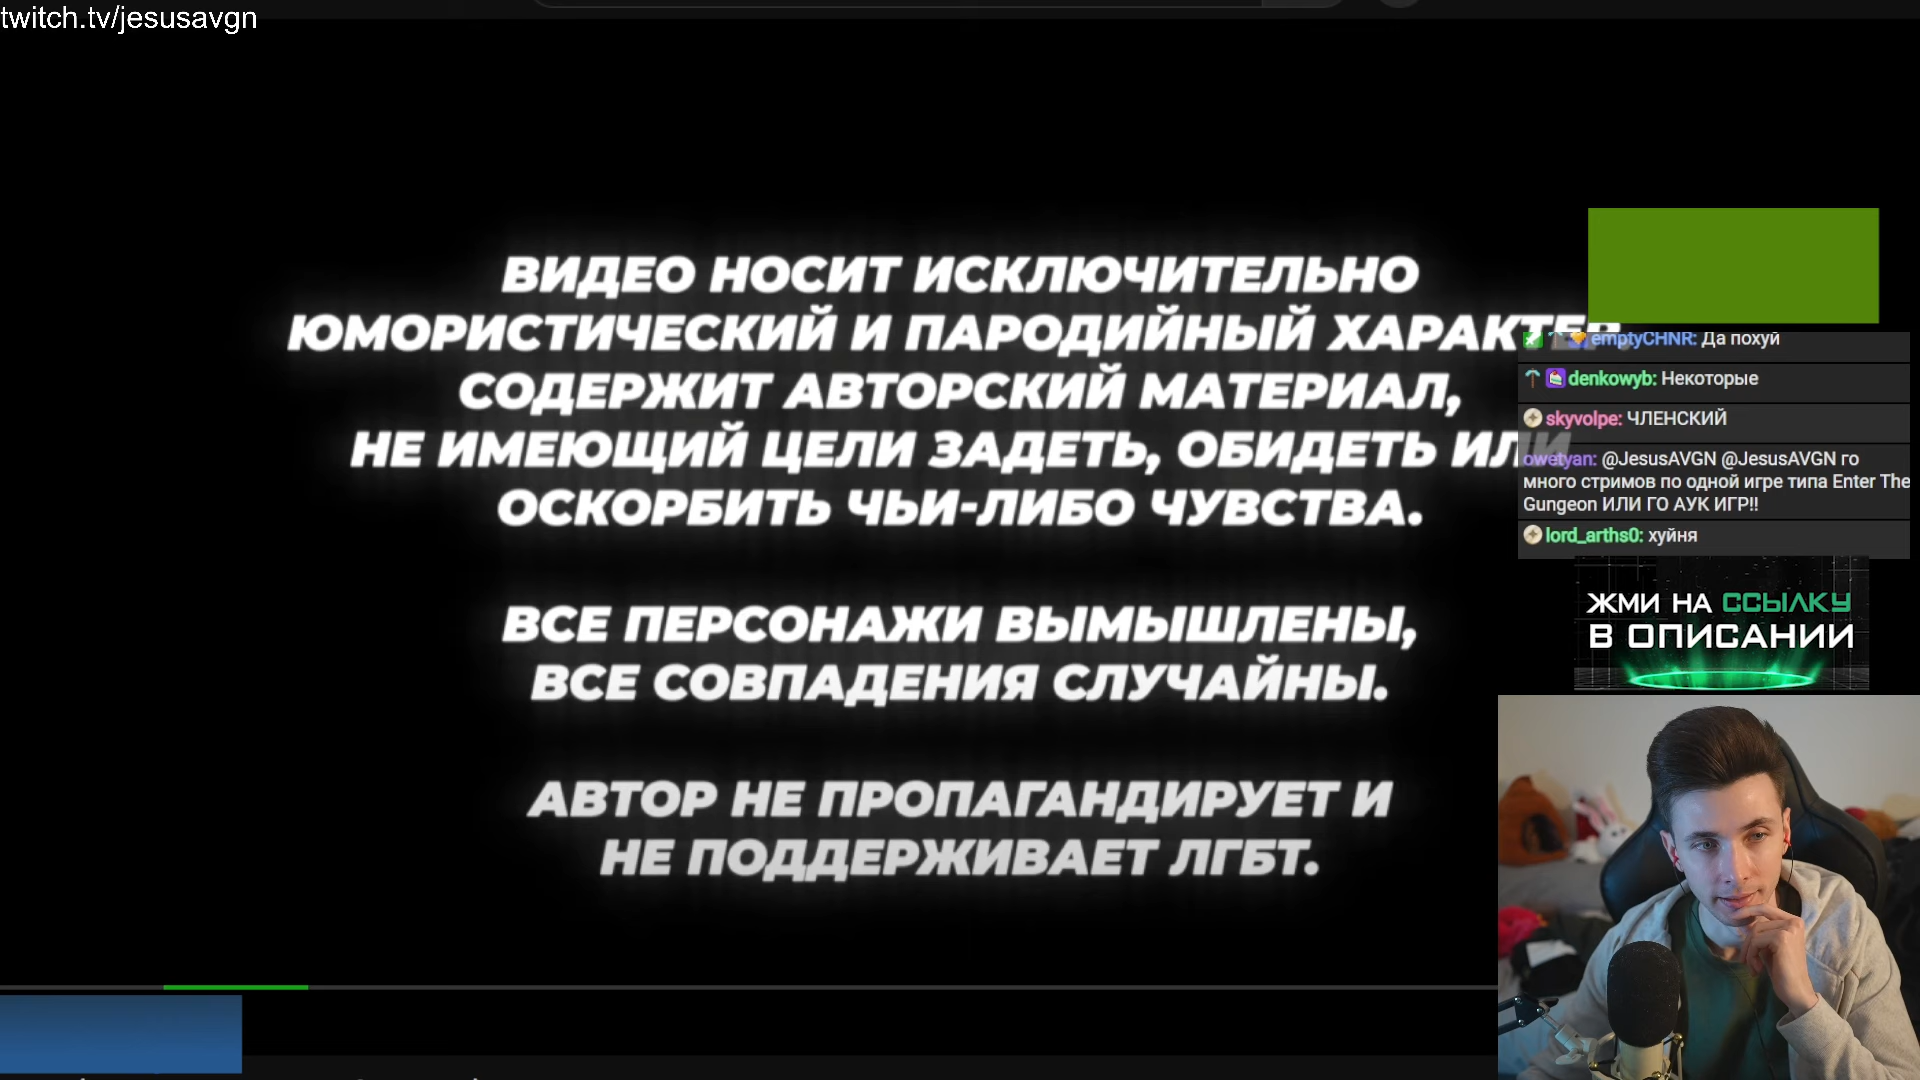 twitch.tv/jesusavgn
ВИДЕО НОСИТ ИСКЛЮЧИТЕЛЬНО
ЮМОРИСТИЧЕСКИЙ И ПАРОДИЙНЫЙ ХАРАКТЕР,
СОДЕРЖИТ АВТОРСКИЙ МАТЕРИАЛ,
НЕ ИМЕЮЩИЙ ЦЕЛИ ЗАДЕТЬ, ОБИДЕТЬ ИЛИ
ОСКОРБИТЬ ЧЬИ-ЛИБО ЧУВСТВА.
ВСЕ ПЕРСОНАЖИ ВЫМЫШЛЕНЫ,
ВСЕ СОВПАДЕНИЯ СЛУЧАЙНЫ.
АВТОР НЕ ПРОПАГАНДИРУЕТ И
НЕ ПОДДЕРЖИВАЕТ ЛГБТ.
emptyCHNR: Да похуй
denkowyb: Некоторые
skyvolpe: ЧЛЕНСКИЙ
owetyan: @JesusAVGN @JesusAVGN го
много стримов по одной игре типа Enter The
Gungeon ИЛИ ГО АУК ИГР!!
lord_arths0: хуйня
ЖМИ НА ССЫЛКУ
В ОПИСАНИИ